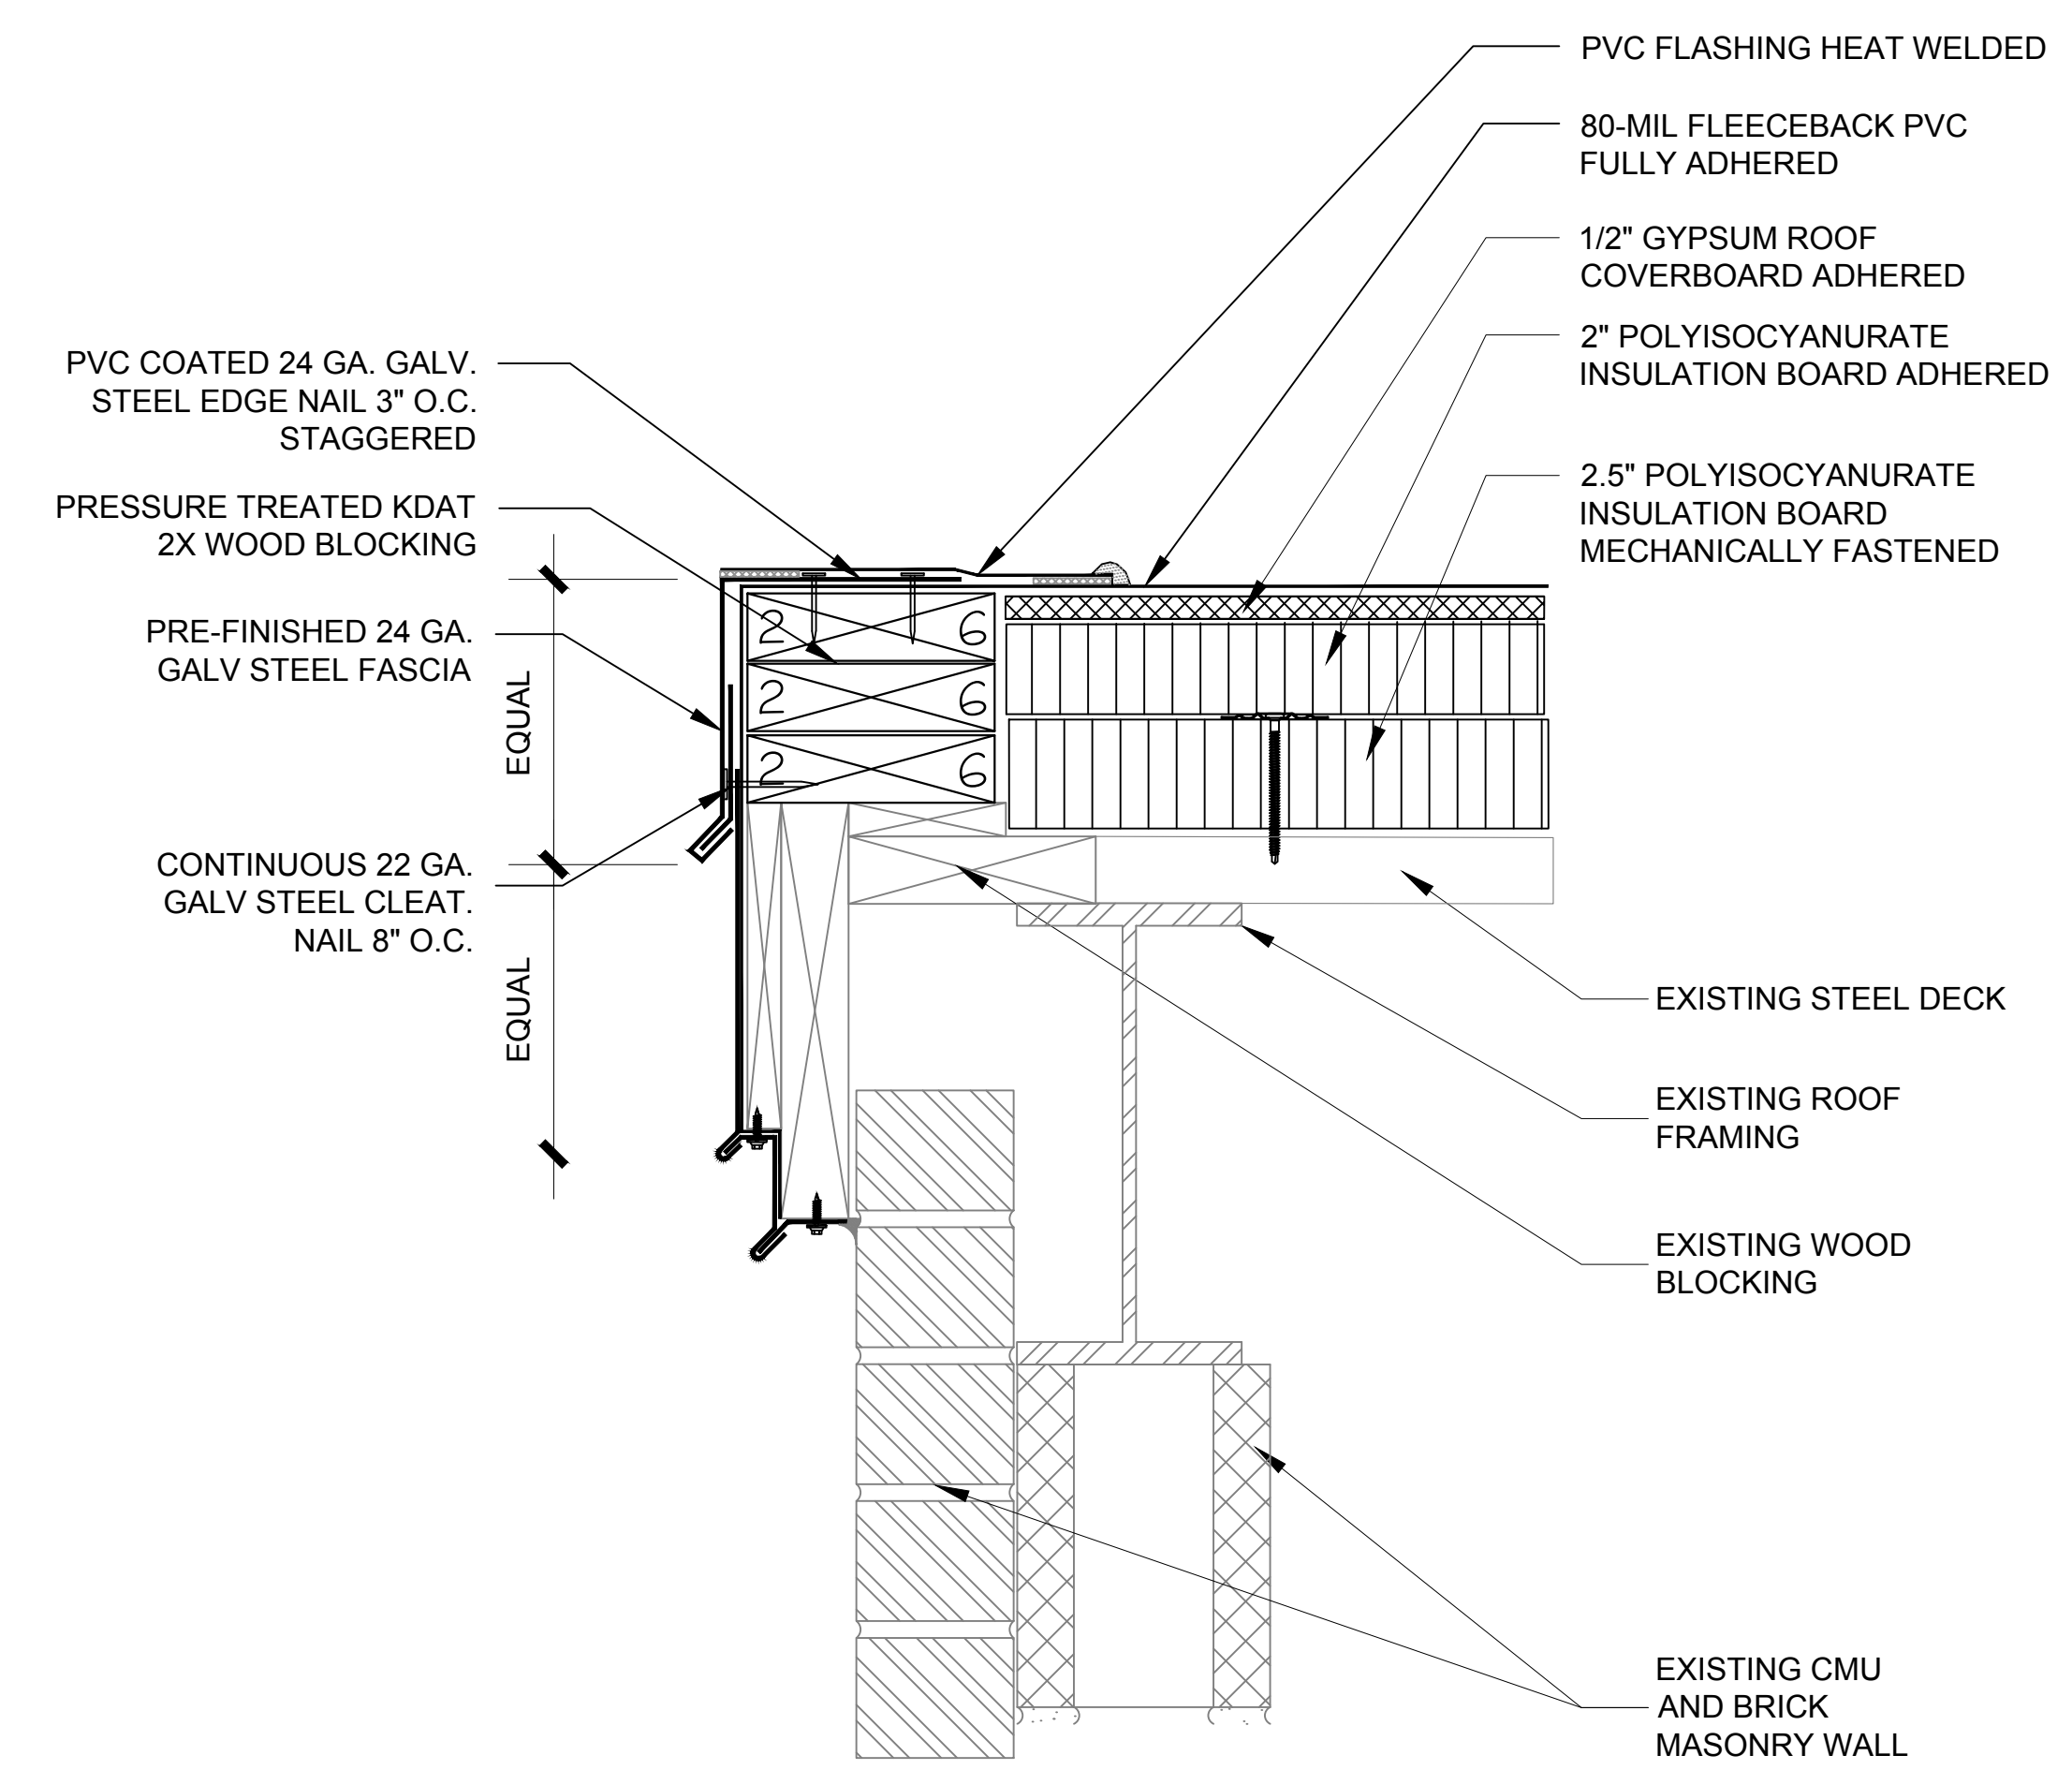 PVC FLASHING HEAT WELDED
80-MIL FLEECEBACK PVC
FULLY ADHERED
1/2" GYPSUM ROOF
COVERBOARD ADHERED
2" POLYISOCYANURATE
INSULATION BOARD ADHERED
2.5" POLYISOCYANURATE
INSULATION BOARD
MECHANICALLY FASTENED
PVC COATED 24 GA. GALV.
STEEL EDGE NAIL 3" O.C.
STAGGERED
PRESSURE TREATED KDAT
2X WOOD BLOCKING
PRE-FINISHED 24 GA.
GALV STEEL FASCIA
CONTINUOUS 22 GA.
GALV STEEL CLEAT.
NAIL 8" O.C.
EQUAL
EQUAL
2 6
2 6
2 6
EXISTING STEEL DECK
EXISTING ROOF
FRAMING
EXISTING WOOD
BLOCKING
EXISTING CMU
AND BRICK
MASONRY WALL